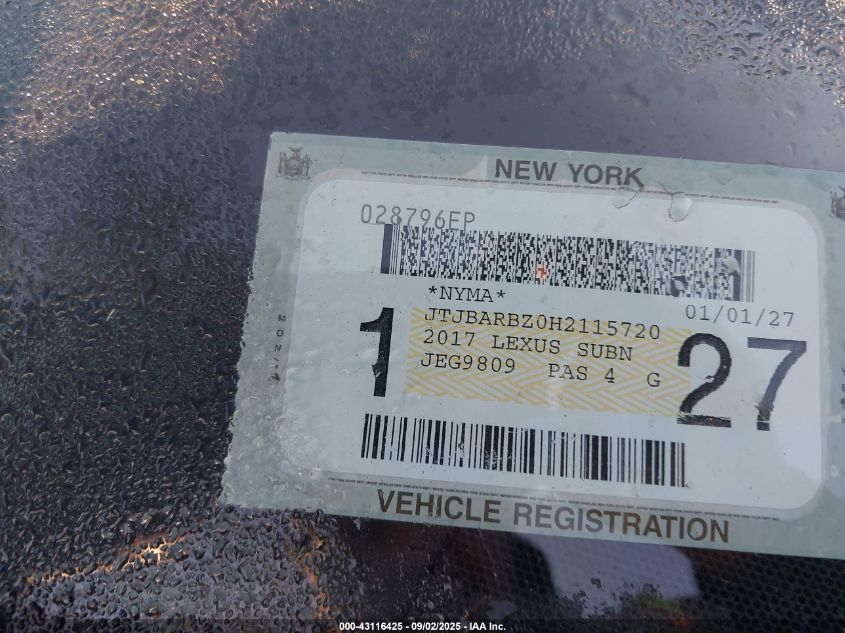 NEW YORK
028796EP
*NYMA*
01/01/27
JTJBARBZ0H2115720
2017 LEXUS SUBN
JEG9809 PAS 4 G
1 27
VEHICLE REGISTRATION
000-43116425 - 09/02/2025 - IAA Inc.